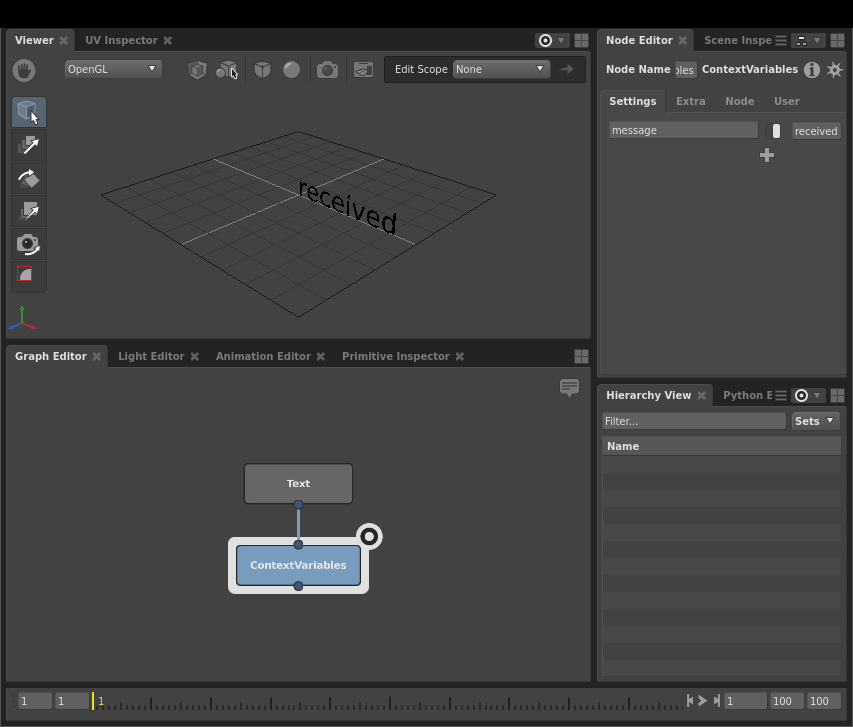 Viewer
UV Inspector
OpenGL
Edit Scope
None
received
Graph Editor
Light Editor
Animation Editor
Primitive Inspector
Text
ContextVariables
Node Editor
Scene Inspe
Node Name
bles
ContextVariables
Settings
Extra
Node
User
message
received
Hierarchy View
Python E
Filter...
Sets
Name
1
1
1
1
100
100